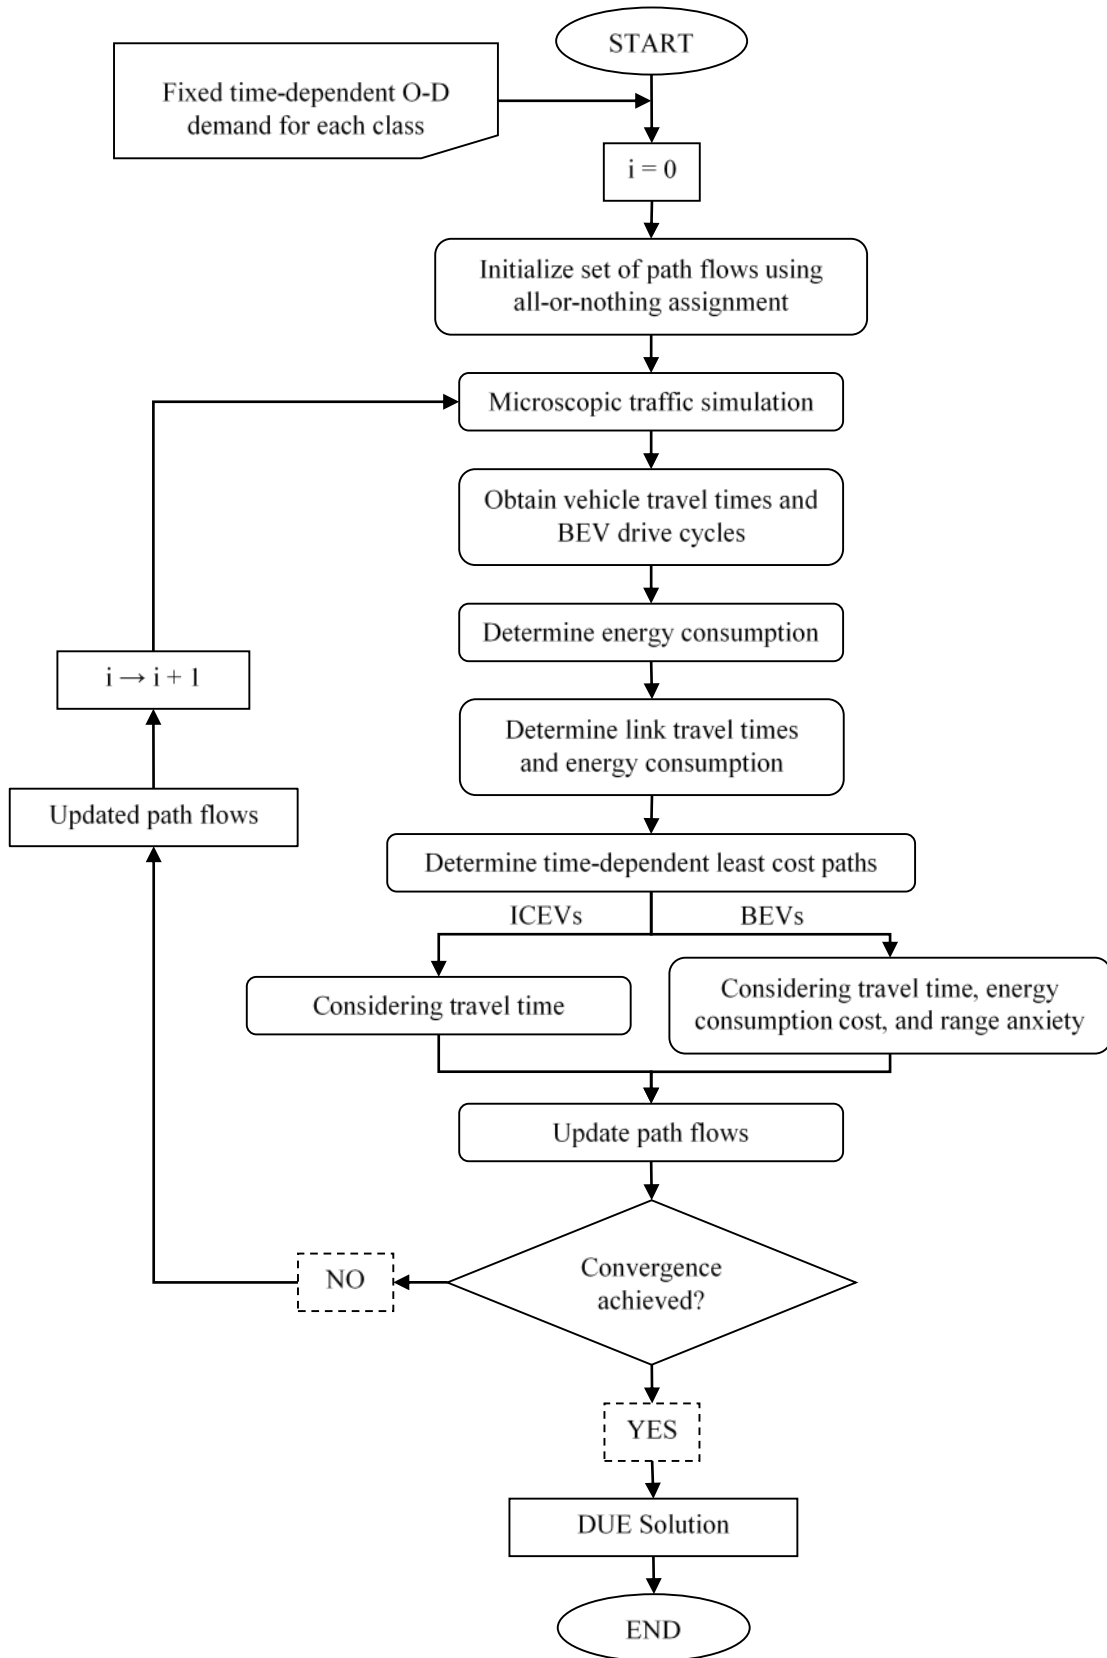 START
Fixed time-dependent O-D
demand for each class
i = 0
Initialize set of path flows using
all-or-nothing assignment
Microscopic traffic simulation
Obtain vehicle travel times and
BEV drive cycles
Determine energy consumption
i → i + 1
Determine link travel times
and energy consumption
Updated path flows
Determine time-dependent least cost paths
ICEVs
BEVs
Considering travel time
Considering travel time, energy
consumption cost, and range anxiety
Update path flows
Convergence
achieved?
NO
YES
DUE Solution
END